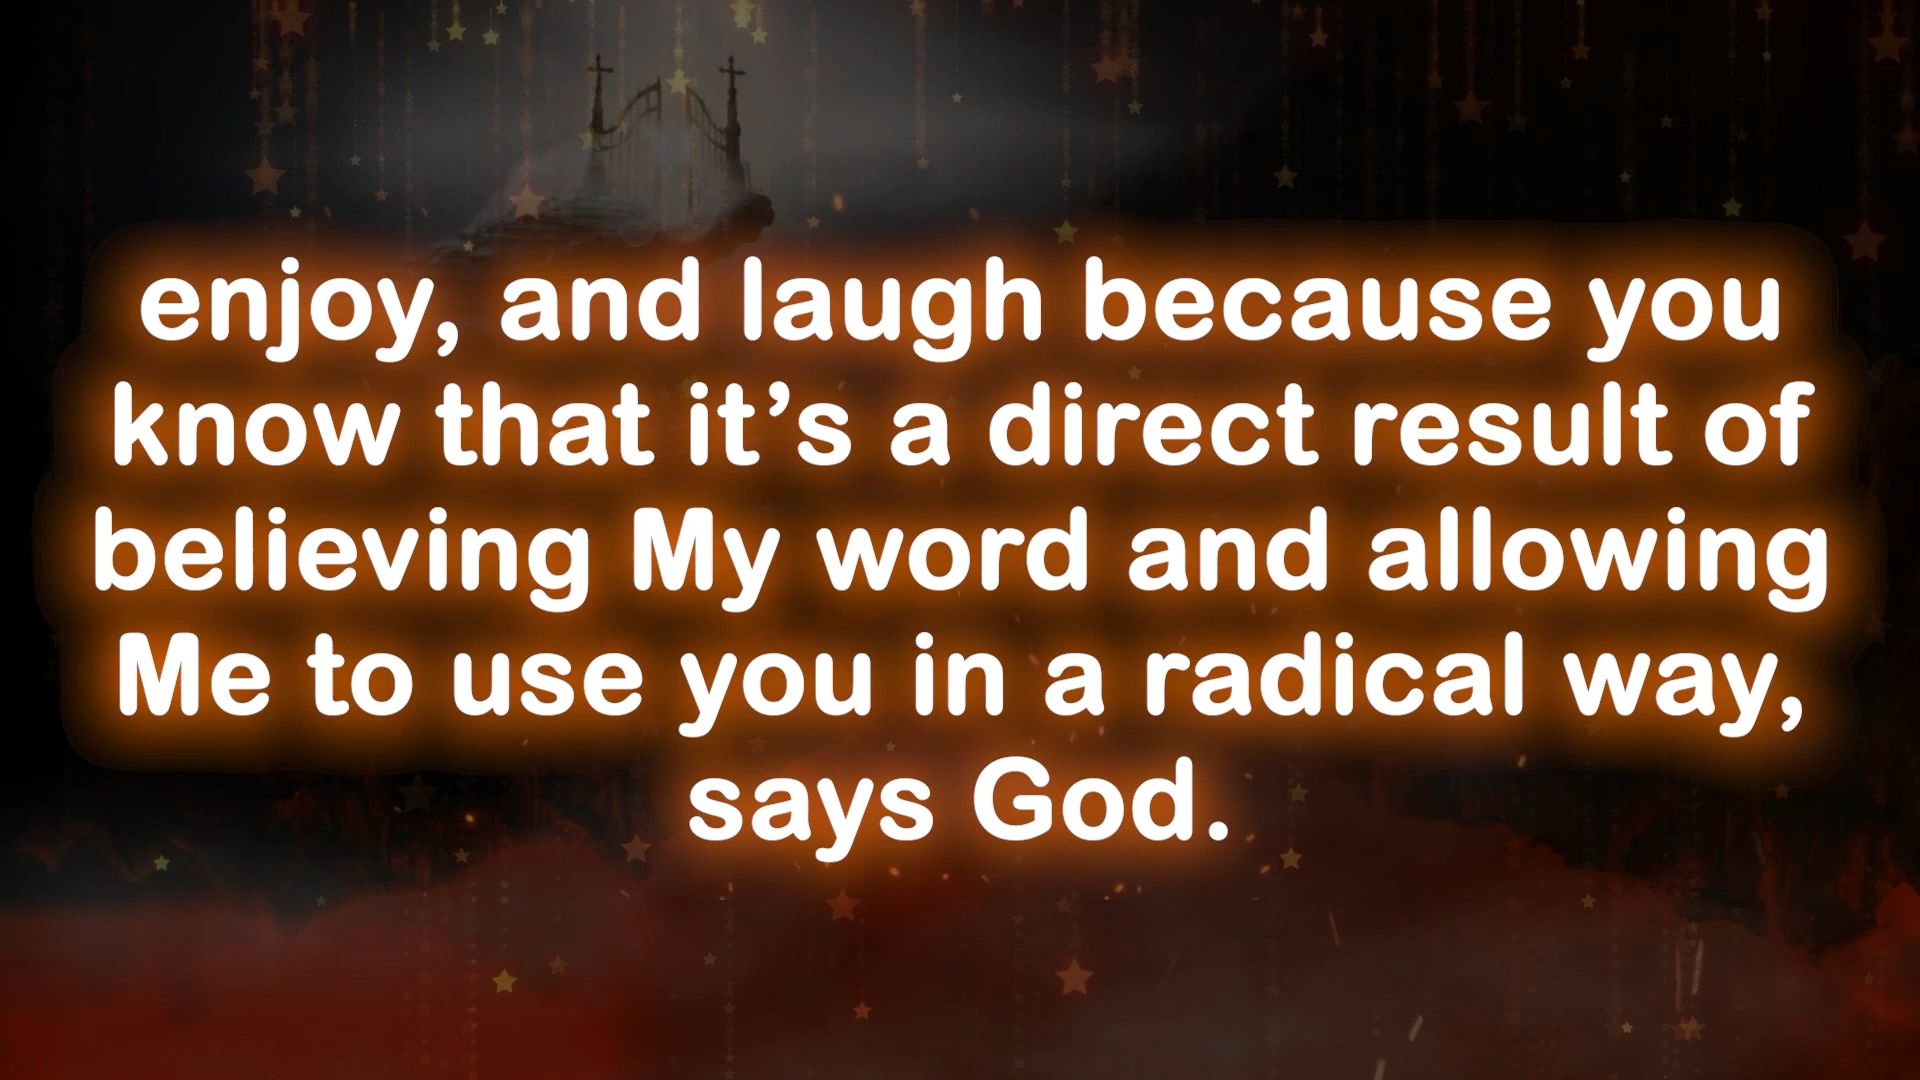 enjoy, and laugh because you
know that it’s a direct result of
believing My word and allowing
Me to use you in a radical way,
says God.